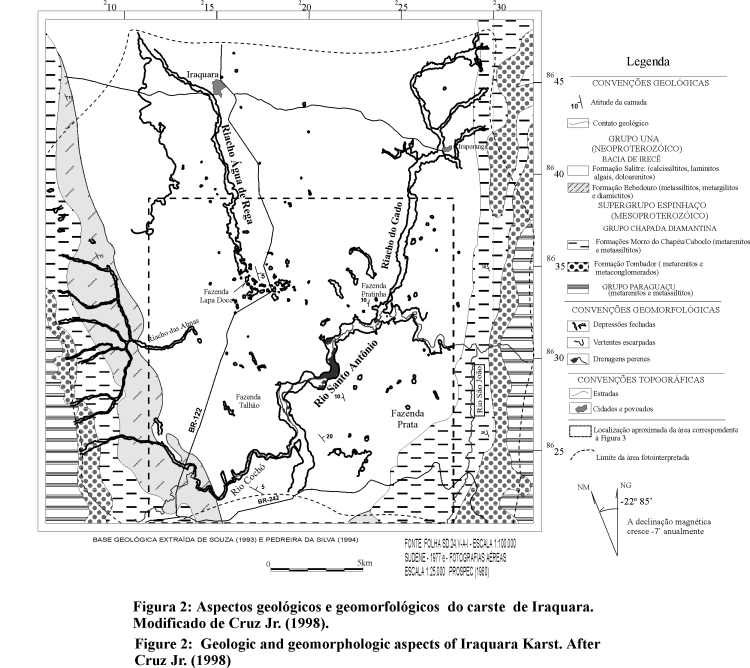 ²10
²15
²20
²25
²30
Iraquara
Riacho Água de Rega
Iraporanga
Riacho do Gado
Fazenda
Lapa Doce
Fazenda
Pratinha
10
5
Riacho das Almas
Rio Santo Antônio
Fazenda
Talhão
BR-122
10
20
Fazenda
Prata
Rio São João
Rio Cochó
5
BR-242
86
45
86
40
86
35
86
30
86
25
Legenda
CONVENÇÕES GEOLÓGICAS
10
Atitude da camada
Contato geológico
GRUPO UNA
(NEOPROTEROZÓICO)
BACIA DE IRECÊ
Formação Salitre: (calcissiltitos, laminitos
algais, doloarenitos)
Formação Bebedouro (metassiltitos, metargilitos
e diamictitos)
SUPERGRUPO ESPINHAÇO
(MESOPROTEROZÓICO)
GRUPO CHAPADA DIAMANTINA
Formações Morro do Chapéu/Caboclo (metarenitos
e metassiltitos)
Formação Tombador ( metarenitos e
metaconglomerados)
GRUPO PARAGUAÇU
(metarenitos e metassiltitos)
CONVENÇÕES GEOMORFOLÓGICAS
Depressões fechadas
Vertentes escarpadas
Drenagens perenes
CONVENÇÕES TOPOGRÁFICAS
Estradas
Cidades e povoados
Localização aproximada da área correspondente
à Figura 3
Limite da área fotointerpretada
NM
NG
-22º 85'
A declinação magnética
cresce -7' anualmente
BASE GEOLÓGICA EXTRAÍDA DE SOUZA (1993) E PEDREIRA DA SILVA (1994)
0
5km
FONTE FOLHA SD.24.V-A-I - ESCALA 1:100.000
SUDENE - 1977 e - FOTOGRAFIAS AÉREAS
ESCALA 1:25.000 PROSPEC (1960)
Figura 2: Aspectos geológicos e geomorfológicos do carste de Iraquara.
Modificado de Cruz Jr. (1998).
Figure 2: Geologic and geomorphologic aspects of Iraquara Karst. After
Cruz Jr. (1998)